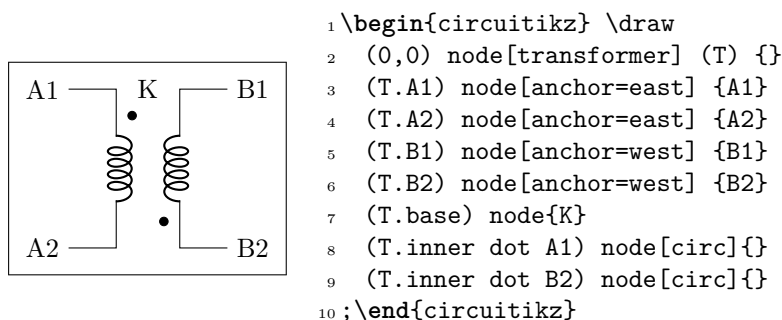 A1 K B1
A2 B2
1 \begin{circuitikz} \draw
2 (0,0) node[transformer] (T) {}
3 (T.A1) node[anchor=east] {A1}
4 (T.A2) node[anchor=east] {A2}
5 (T.B1) node[anchor=west] {B1}
6 (T.B2) node[anchor=west] {B2}
7 (T.base) node{K}
8 (T.inner dot A1) node[circ]{}
9 (T.inner dot B2) node[circ]{}
10 ;\end{circuitikz}